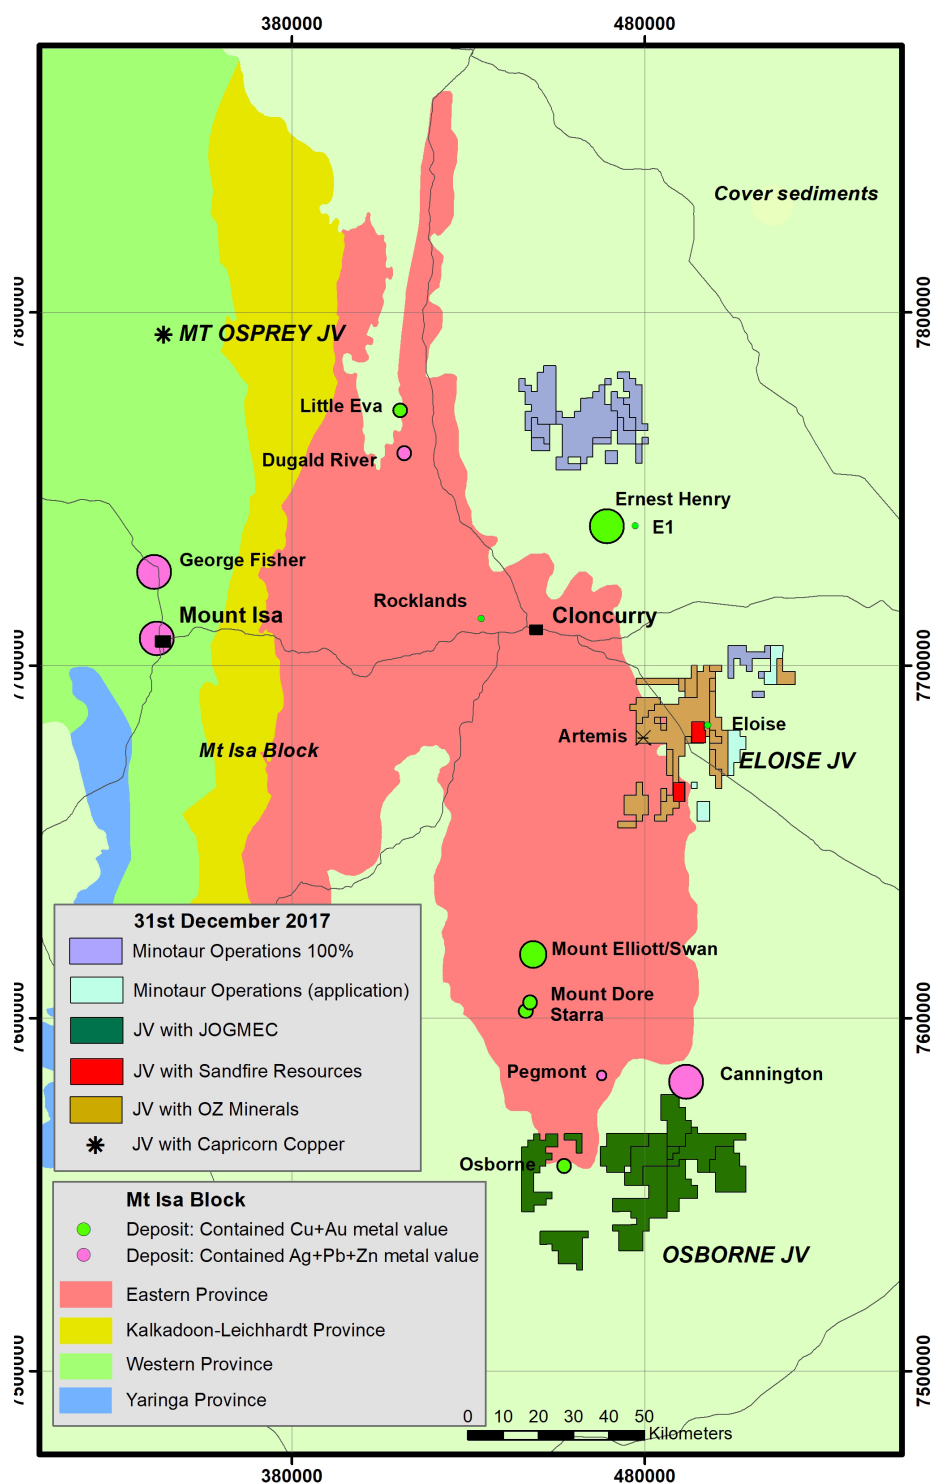 380000 480000
Cover sediments
7800000 7800000
MT OSPREY JV
Little Eva
Dugald River
Ernest Henry
E1
George Fisher
Rocklands
Mount Isa
Cloncurry
7700000 7700000
Eloise
Artemis
Mt Isa Block
ELOISE JV
31st December 2017
Minotaur Operations 100%
Minotaur Operations (application)
JV with JOGMEC
JV with Sandfire Resources
JV with OZ Minerals
JV with Capricorn Copper
Mount Elliott/Swan
Mount Dore
Starra
7600000 7600000
Pegmont
Cannington
Osborne
OSBORNE JV
Mt Isa Block
Deposit: Contained Cu+Au metal value
Deposit: Contained Ag+Pb+Zn metal value
Eastern Province
Kalkadoon-Leichhardt Province
Western Province
Yaringa Province
7500000 7500000
0 10 20 30 40 50
Kilometers
380000 480000